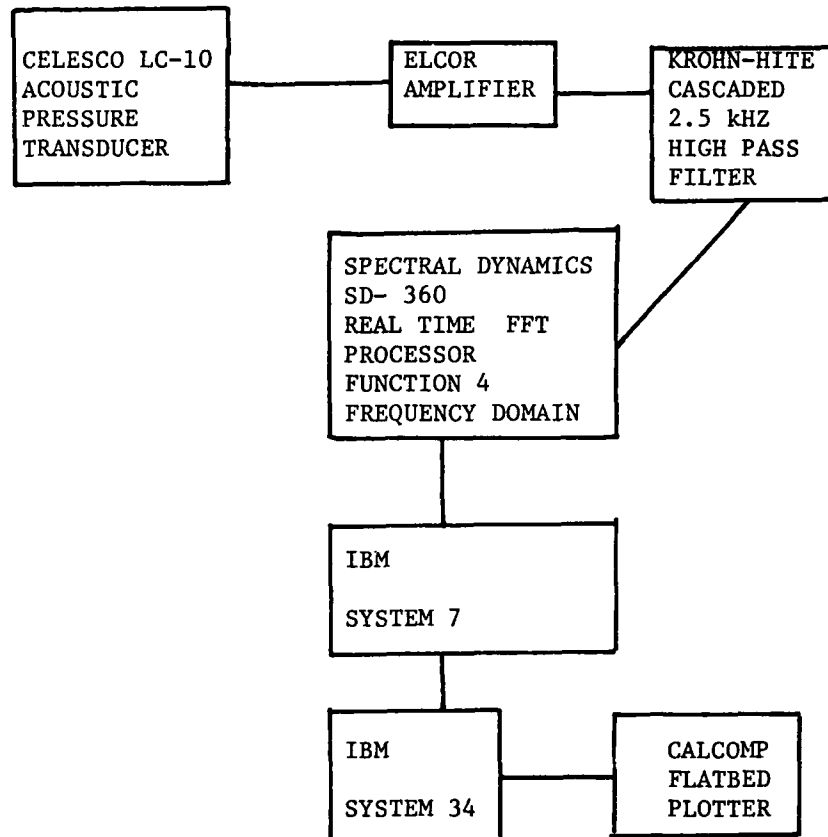 CELESCO LC-10
ACOUSTIC
PRESSURE
TRANSDUCER
ELCOR
AMPLIFIER
KROHN-HITE
CASCADED
2.5 kHZ
HIGH PASS
FILTER
SPECTRAL DYNAMICS
SD- 360
REAL TIME FFT
PROCESSOR
FUNCTION 4
FREQUENCY DOMAIN
IBM
SYSTEM 7
IBM
SYSTEM 34
CALCOMP
FLATBED
PLOTTER